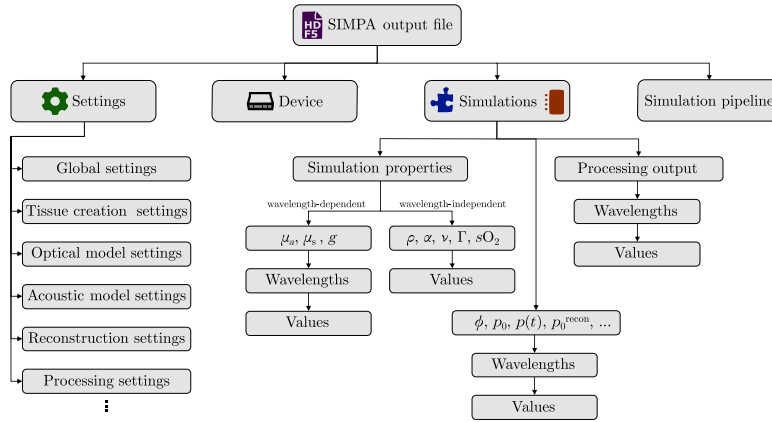 HD F5 SIMPA output file
Settings
Device
Simulations
Simulation pipeline
Global settings
Tissue creation settings
Optical model settings
Acoustic model settings
Reconstruction settings
Processing settings
⋮
Simulation properties
wavelength-dependent
wavelength-independent
μₐ, μₛ, g
Wavelengths
Values
ρ, α, ν, Γ, sO₂
Values
ϕ, p₀, p(t), p₀ʳᵉᶜᵒⁿ, ...
Wavelengths
Values
Processing output
Wavelengths
Values